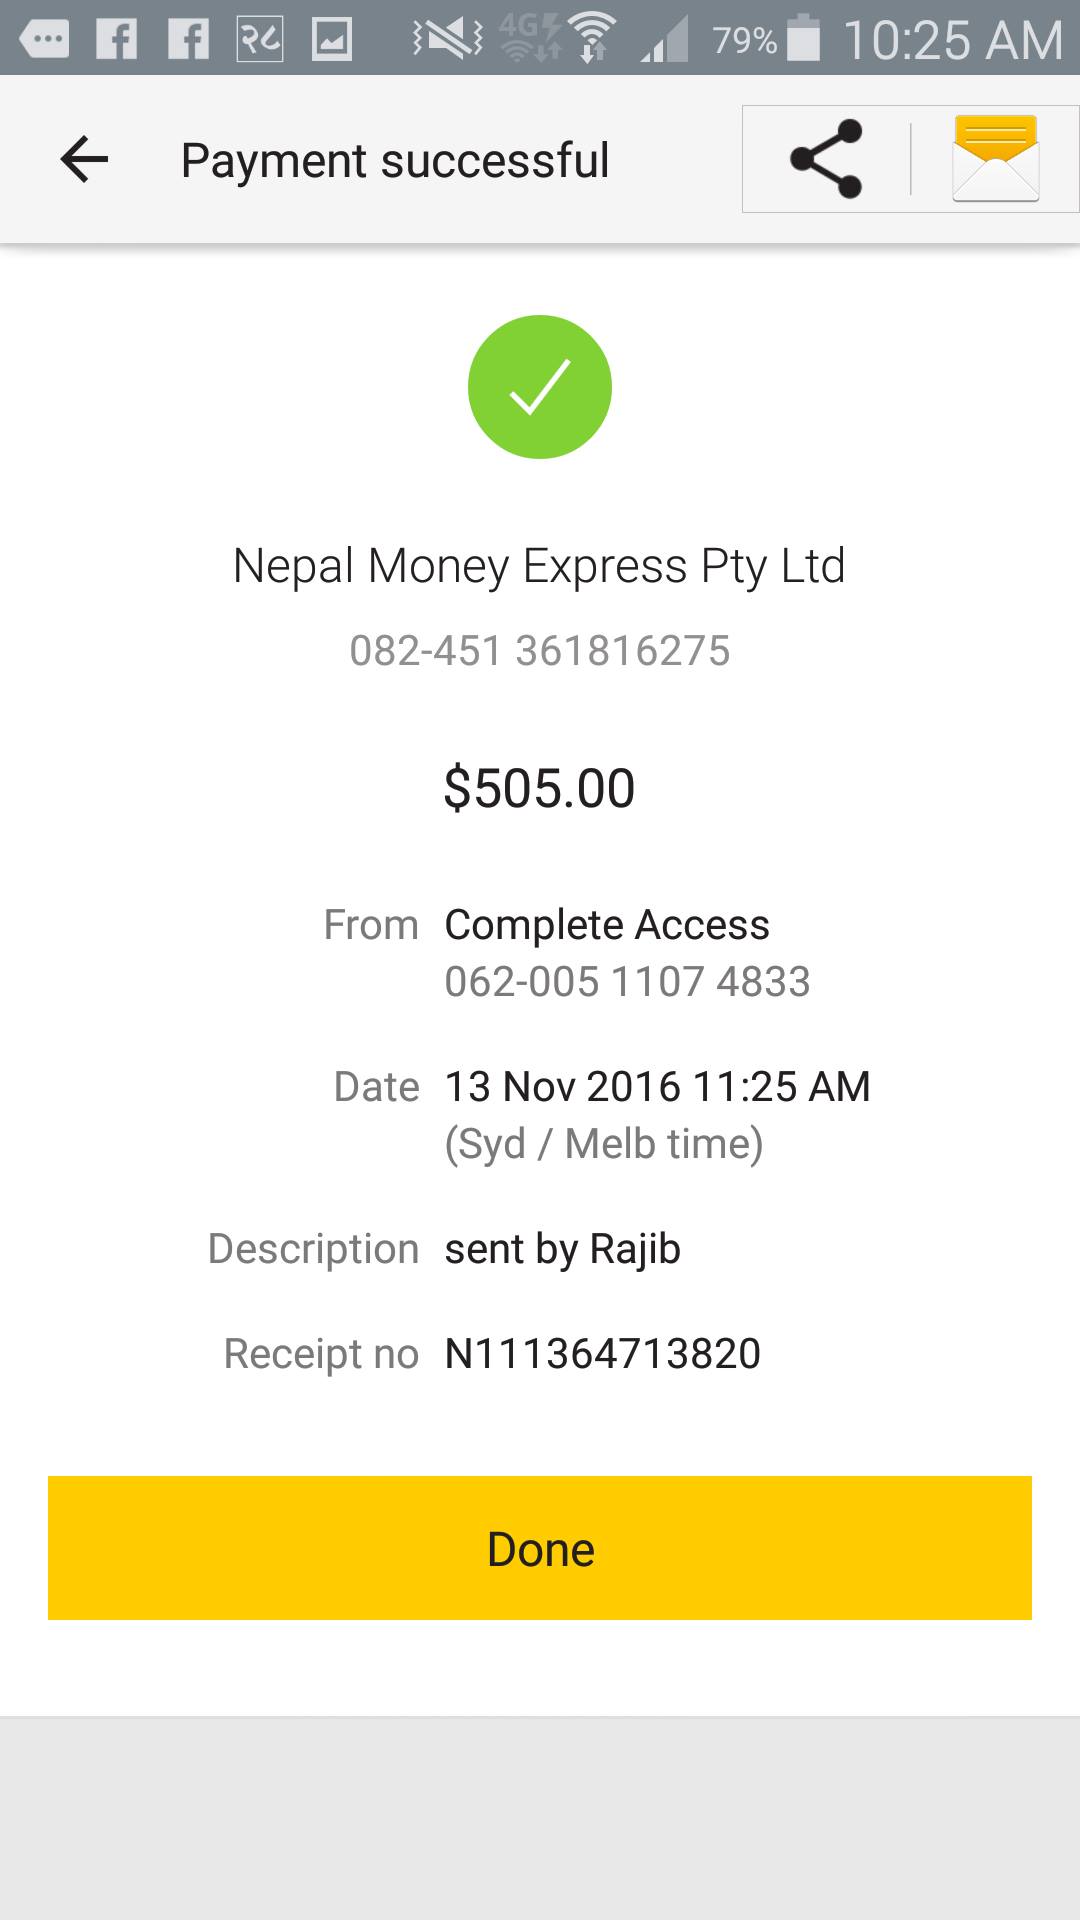 4G 79% 10:25 AM
२८
Payment successful
Nepal Money Express Pty Ltd
082-451 361816275
$505.00
From Complete Access
062-005 1107 4833
Date 13 Nov 2016 11:25 AM
(Syd / Melb time)
Description sent by Rajib
Receipt no N111364713820
Done